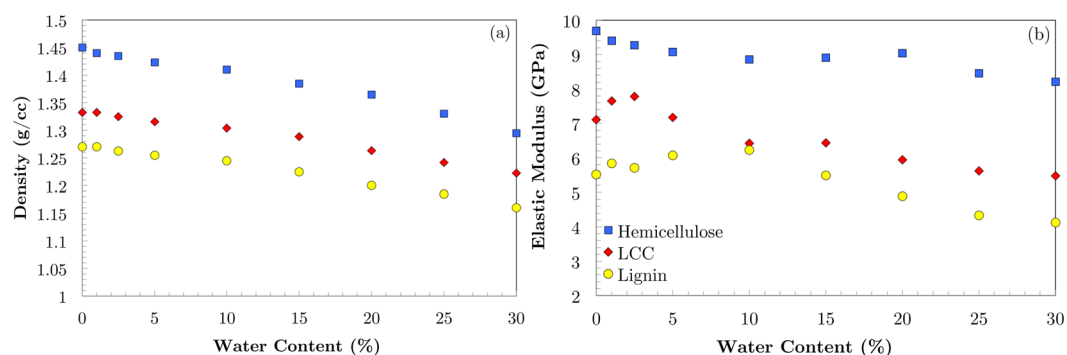 1.5
1.45
1.4
1.35
1.3
1.25
1.2
1.15
1.1
1.05
1
Density (g/cc)
(a)
0 5 10 15 20 25 30
Water Content (%)
10
9
8
7
6
5
4
3
2
Elastic Modulus (GPa)
(b)
Hemicellulose
LCC
Lignin
0 5 10 15 20 25 30
Water Content (%)